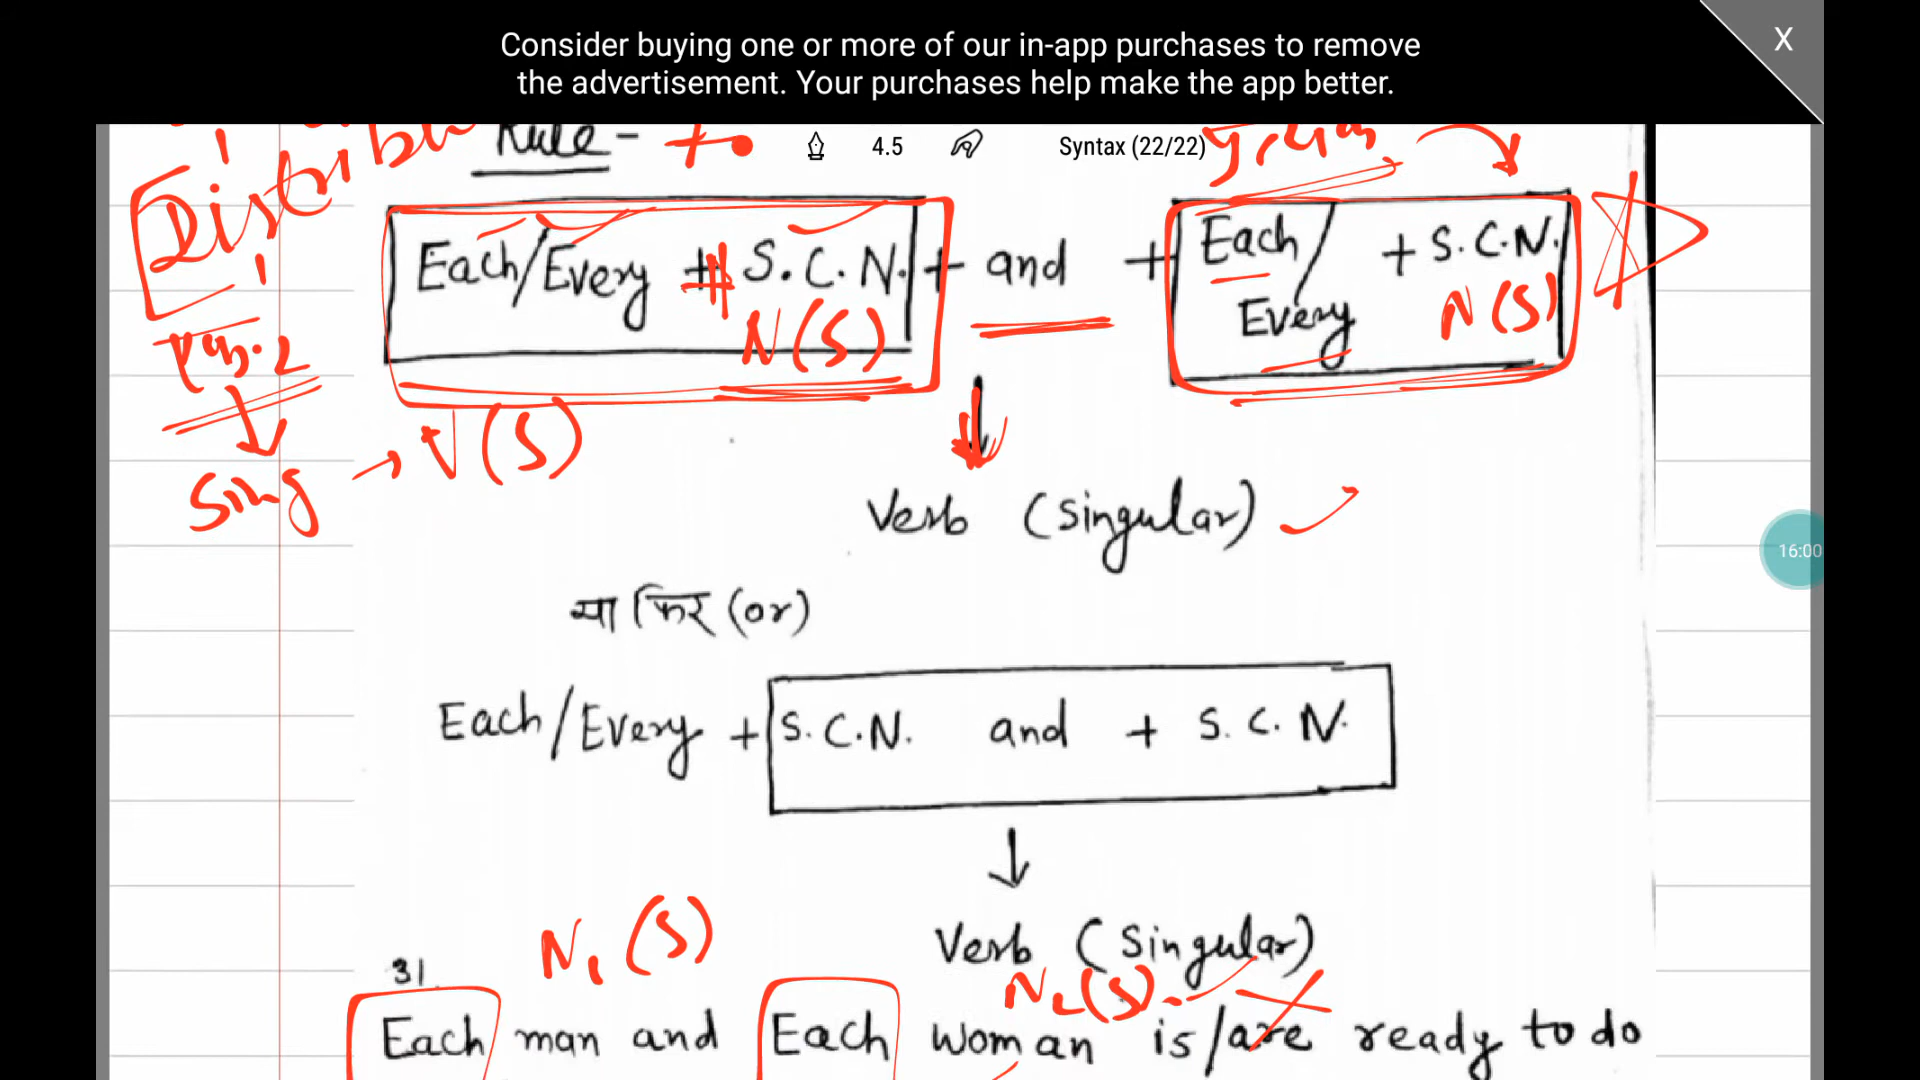 Consider buying one or more of our in-app purchases to remove
the advertisement. Your purchases help make the app better.
X
Rule -
4.5
Syntax (22/22)
Each/Every + S.C.N. + and + Each/ + S.C.N.
Every
N(S)
N(S)
V(S)
Sing
Verb (singular)
16:00
या फिर (or)
Each/Every + S.C.N. and + S.C.N.
Verb (Singular)
N1 (S)
N2(S)
31
Each man and Each woman is/are ready to do